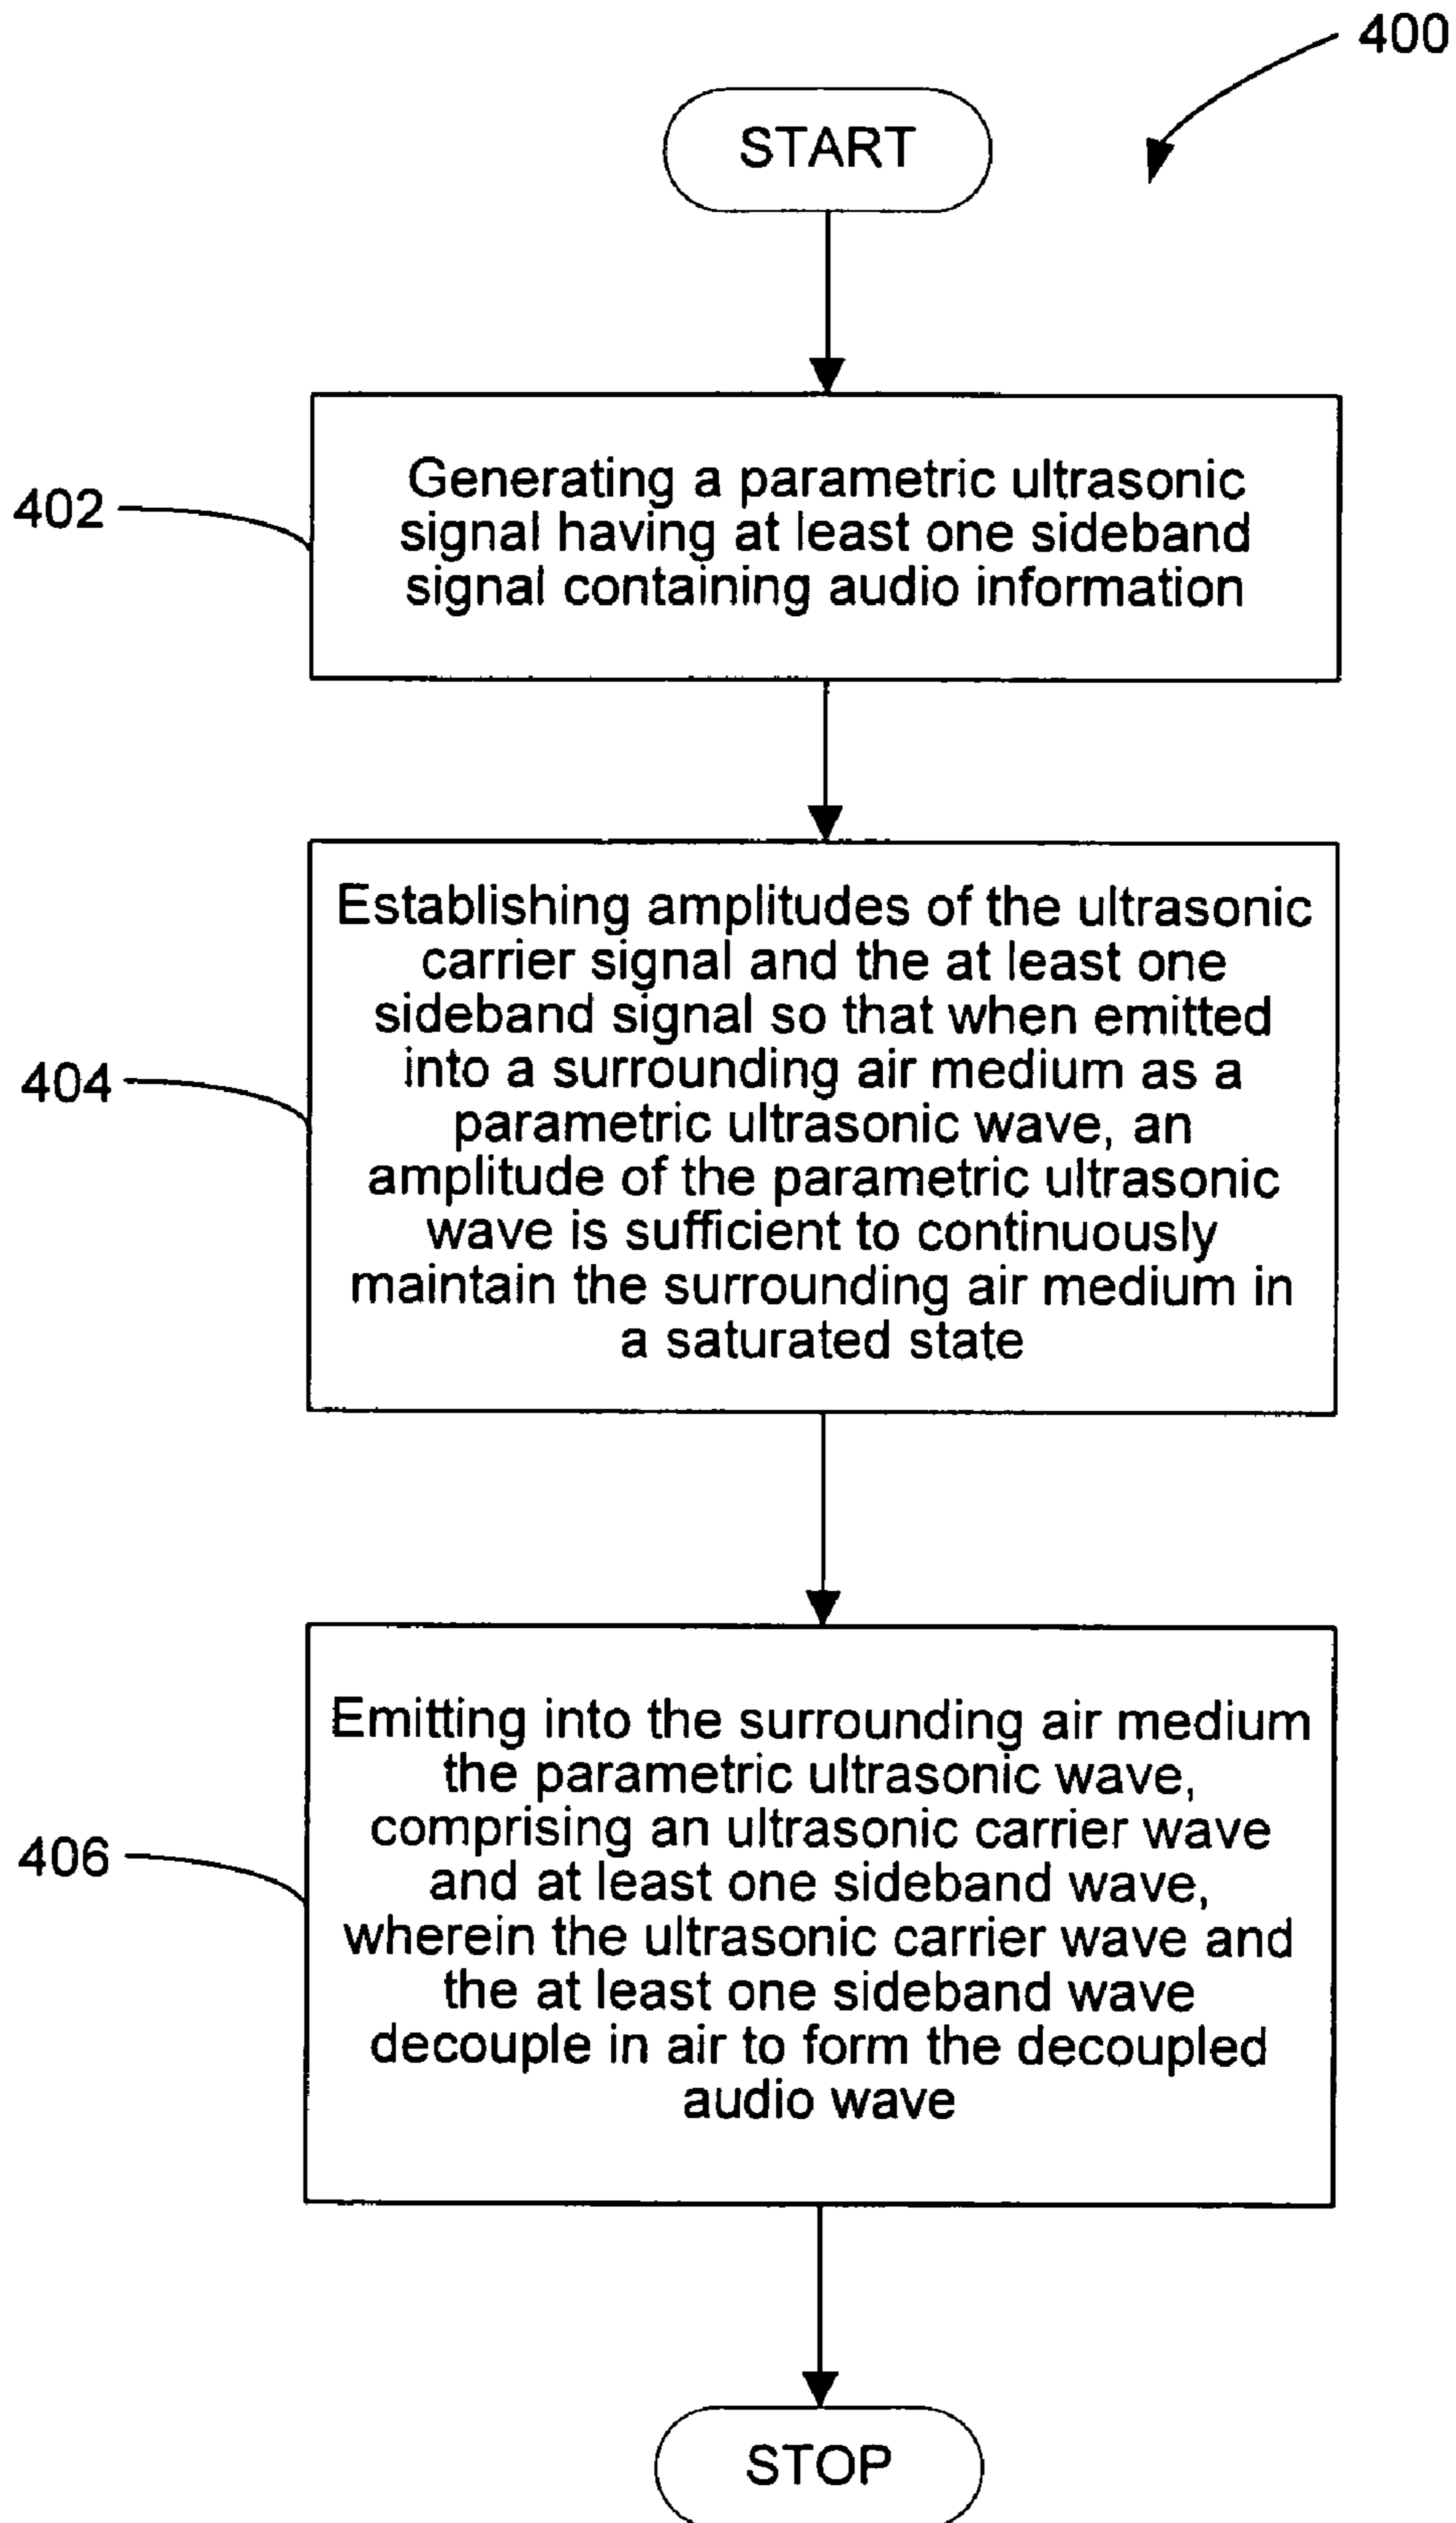 400
START
402
Generating a parametric ultrasonic
signal having at least one sideband
signal containing audio information
404
Establishing amplitudes of the ultrasonic
carrier signal and the at least one
sideband signal so that when emitted
into a surrounding air medium as a
parametric ultrasonic wave, an
amplitude of the parametric ultrasonic
wave is sufficient to continuously
maintain the surrounding air medium in
a saturated state
406
Emitting into the surrounding air medium
the parametric ultrasonic wave,
comprising an ultrasonic carrier wave
and at least one sideband wave,
wherein the ultrasonic carrier wave and
the at least one sideband wave
decouple in air to form the decoupled
audio wave
STOP